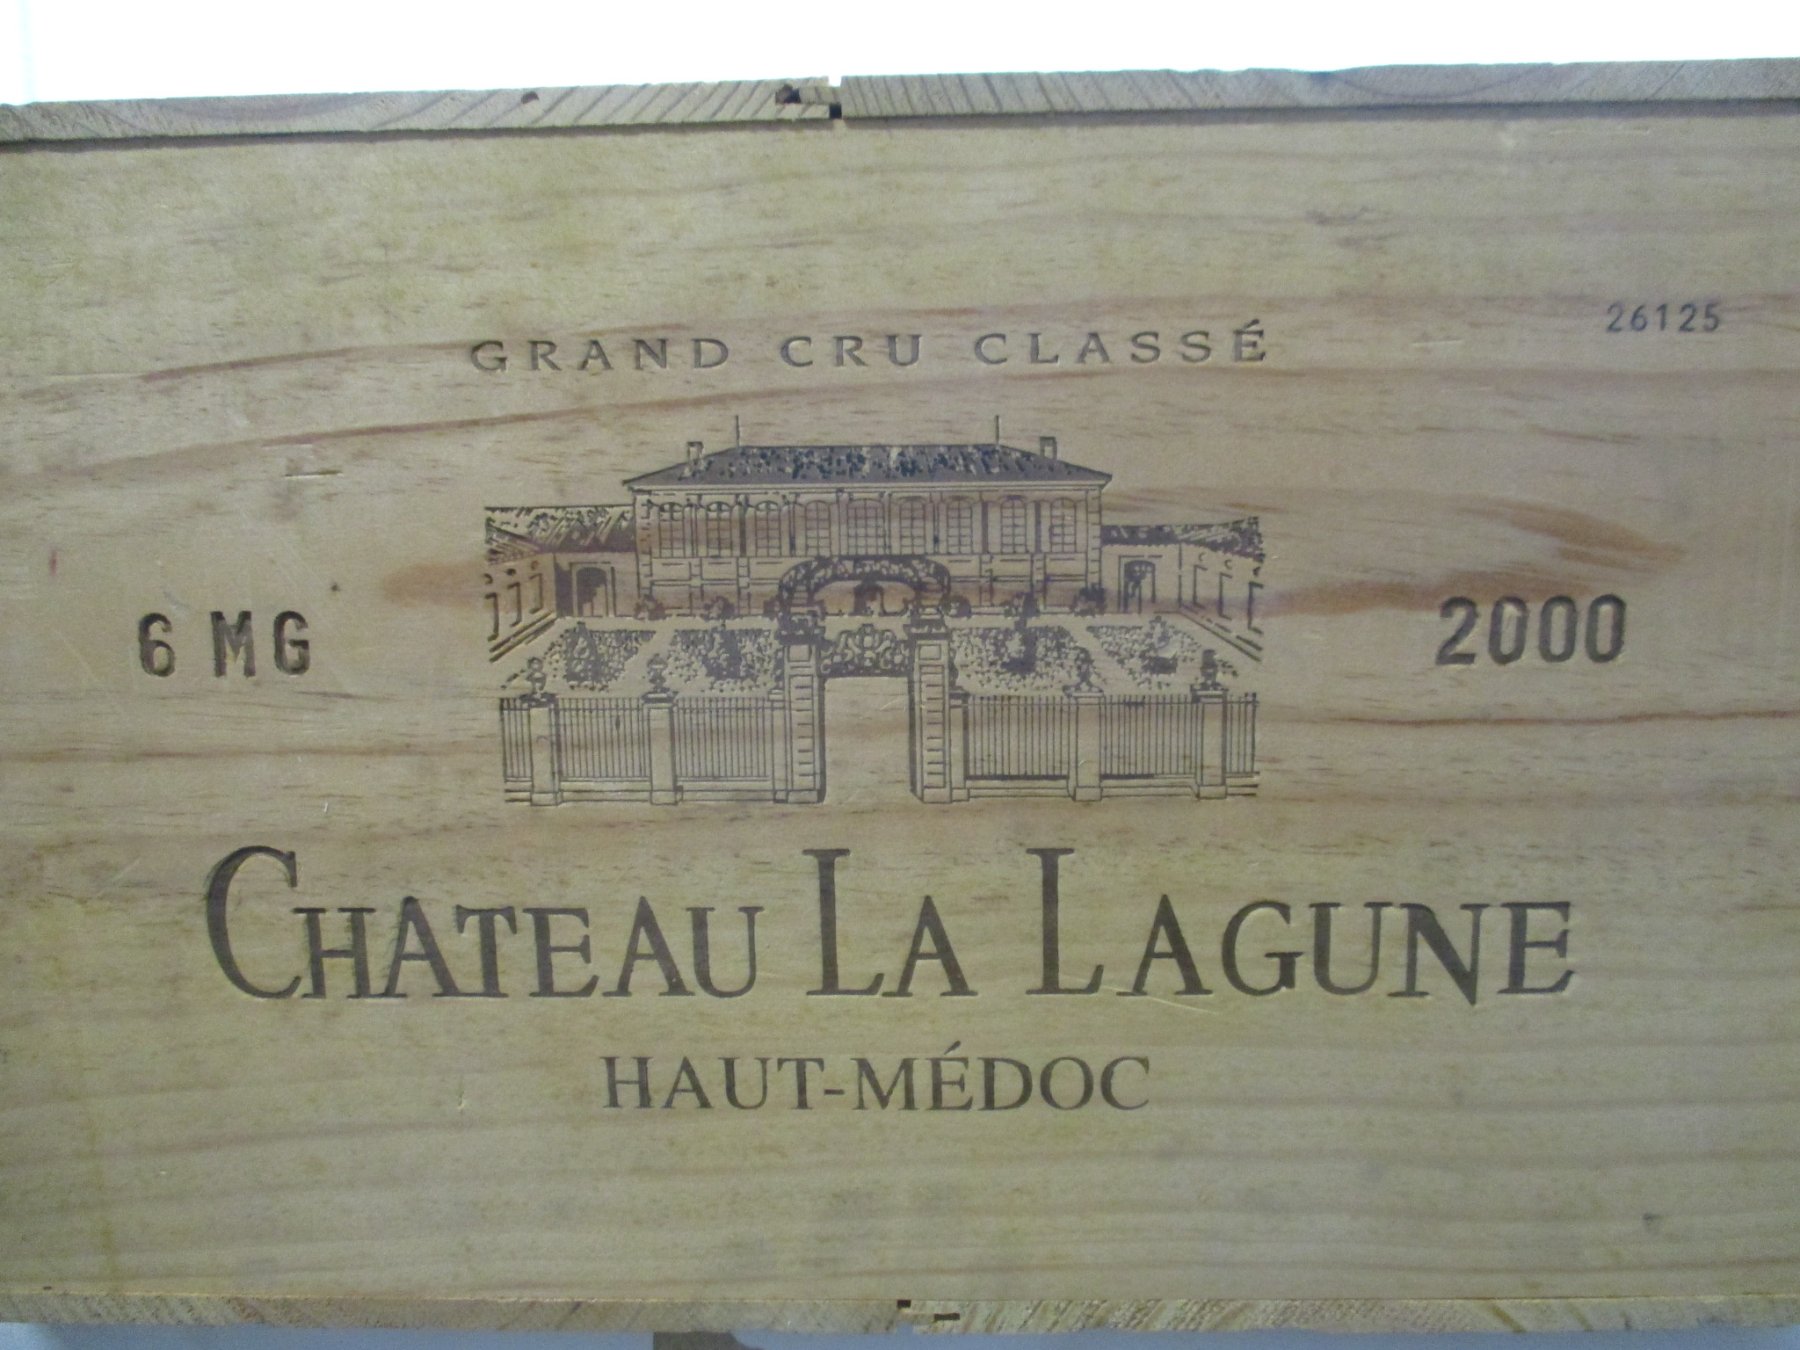 26125
GRAND CRU CLASSÉ
6 MG
2000
CHATEAU LA LAGUNE
HAUT-MÉDOC